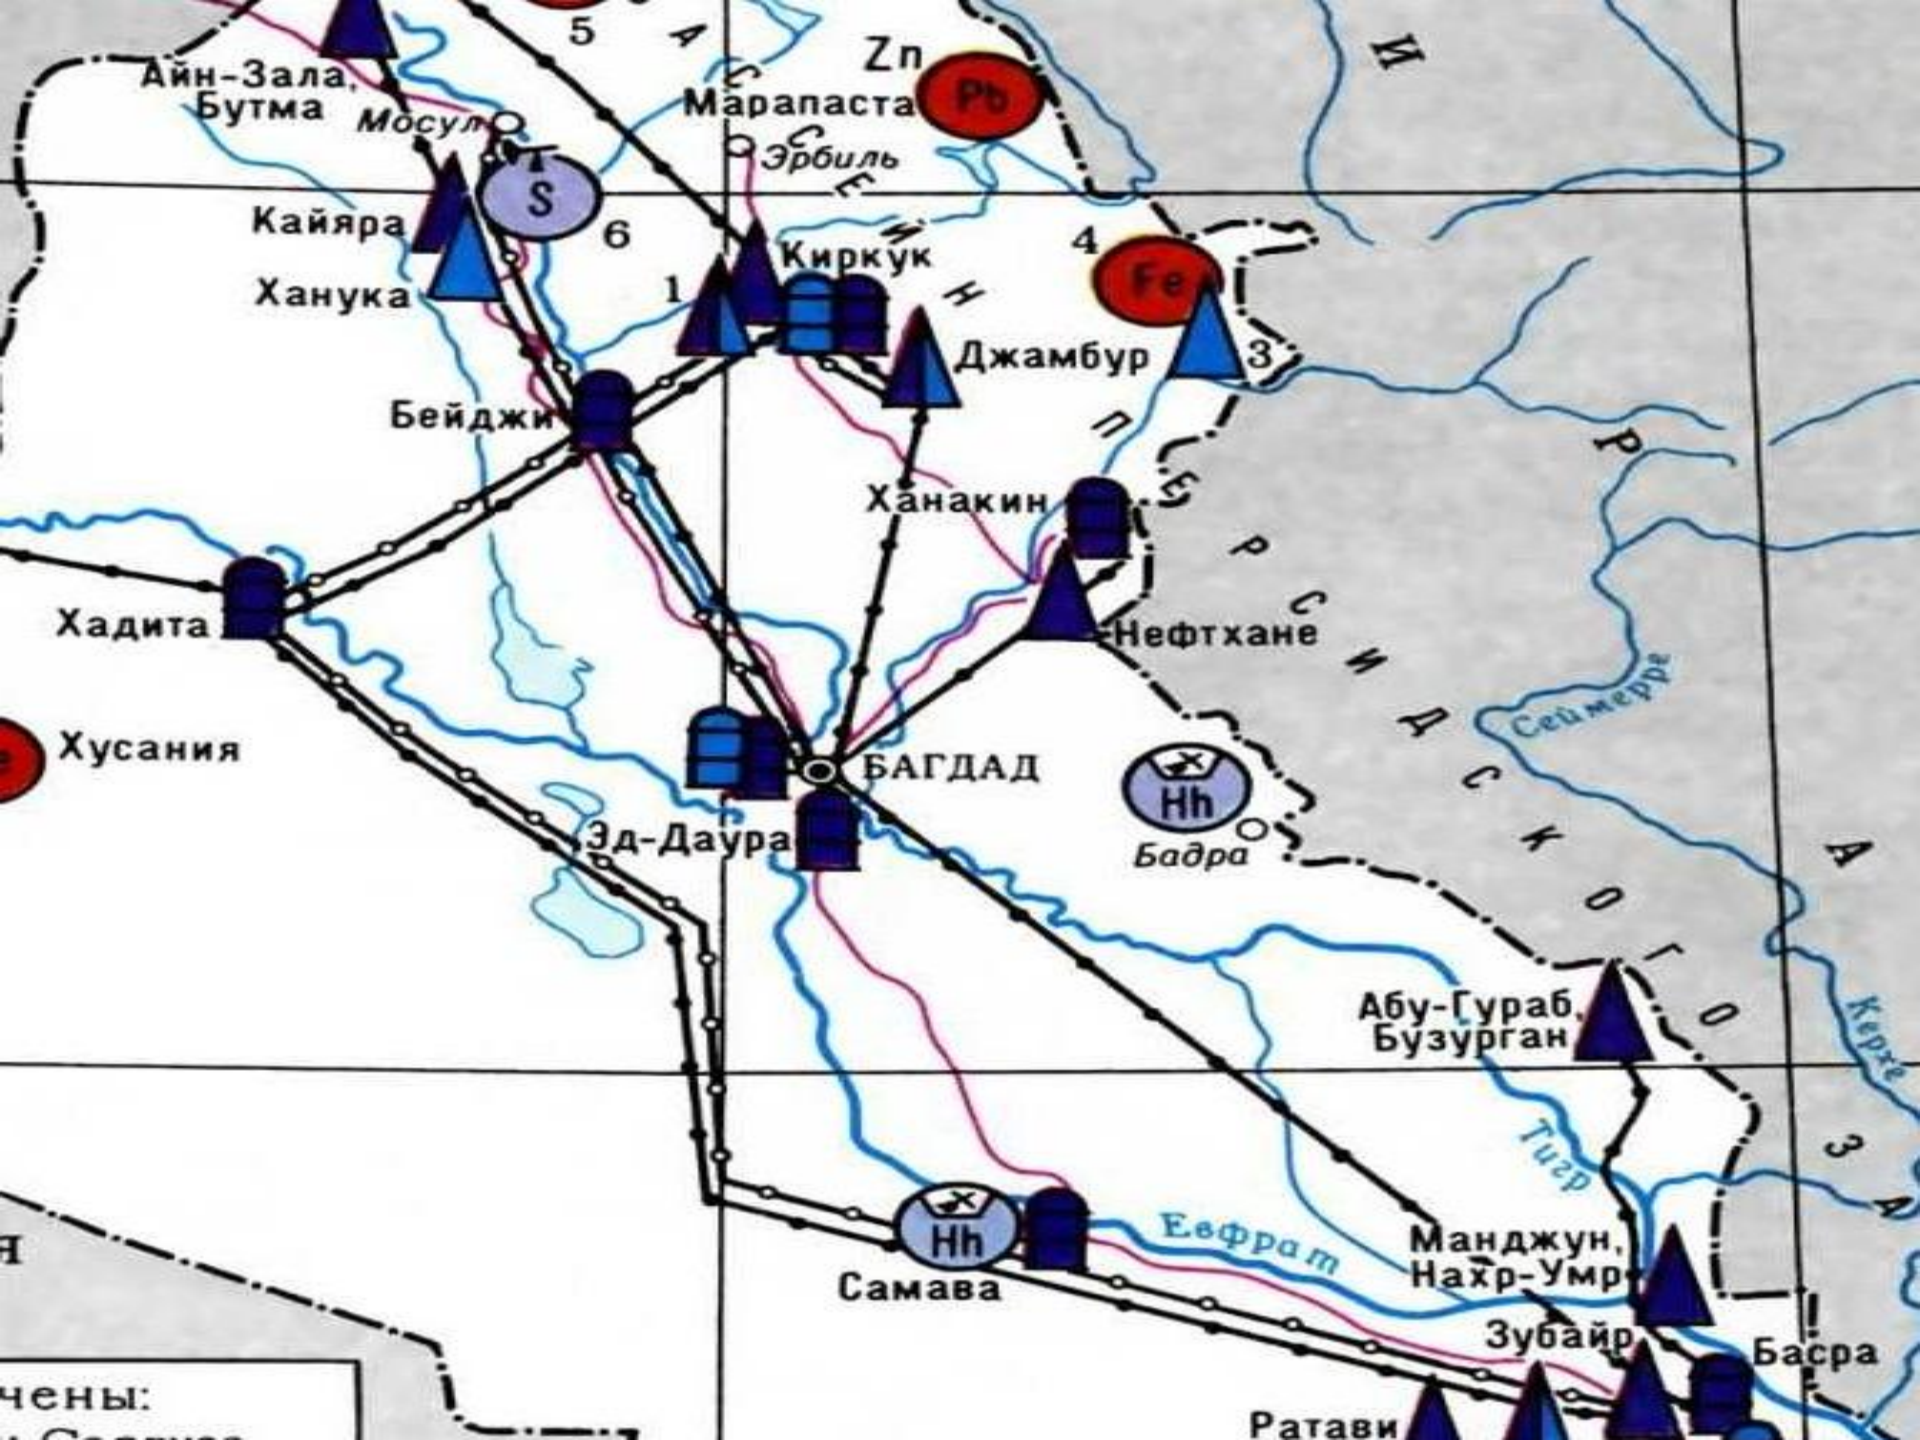 5
А
С
С
Е
Й
Н
П
Е
Р
С
И
Д
С
К
О
Г
О
З
А
И
Р
А
Zn
Pb
Айн-Зала,
Бутма
Мосул
Марапаста
Эрбиль
S
6
Кайяра
Ханука
Киркук
1
4
Fe
3
Джамбур
Бейджи
Ханакин
Хадита
Нефтхане
Сеймерре
Хусания
БАГДАД
Hh
Бадра
Эд-Даура
Абу-Гураб,
Бузурган
Керхе
Тигр
Евфрат
Hh
Самава
Манджун,
Нахр-Умр
Зубайр
Басра
Ратави
я
чены: